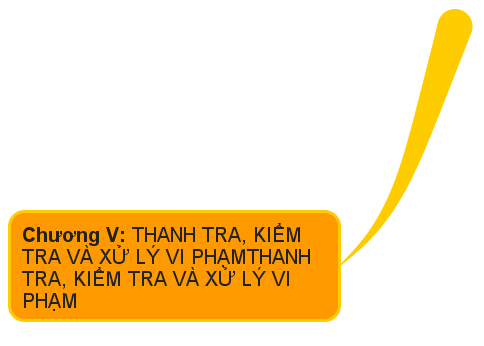 Chương V: THANH TRA, KIỂM
TRA VÀ XỬ LÝ VI PHẠMTHANH
TRA, KIỂM TRA VÀ XỬ LÝ VI
PHẠM